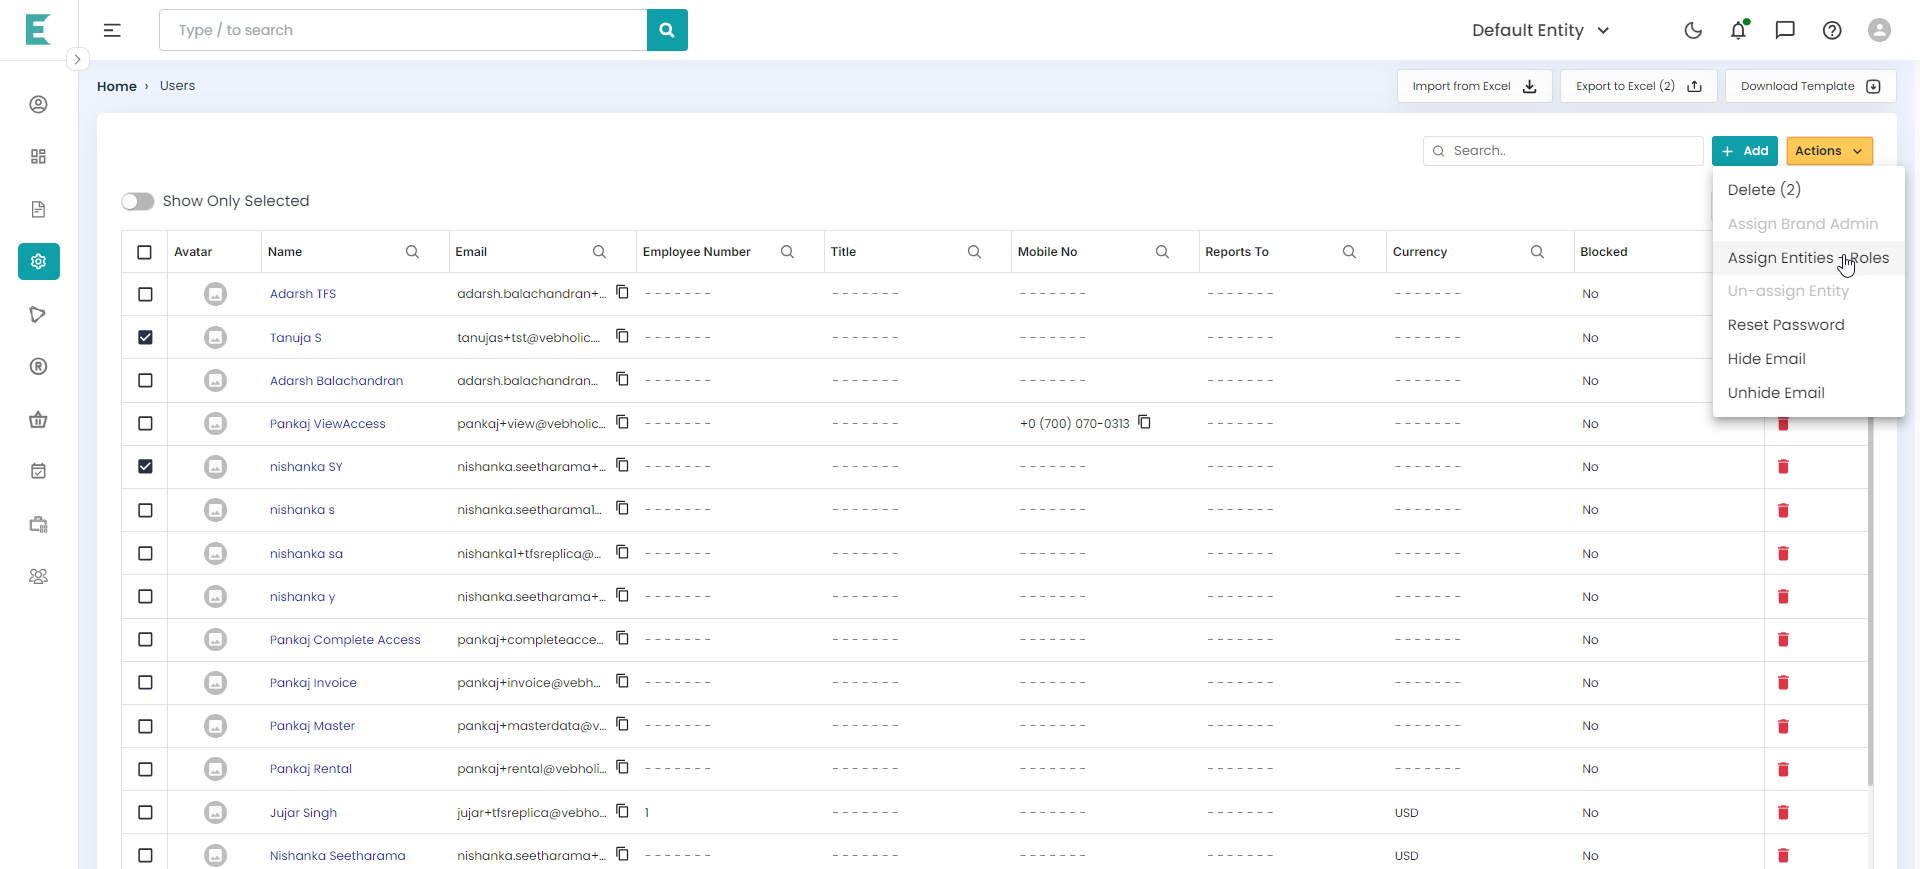 Type / to search
Default Entity
Home › Users
Import from Excel
Export to Excel (2)
Download Template
Search..
+ Add
Actions
Show Only Selected
Delete (2)
Assign Brand Admin
Assign Entities Roles
Un-assign Entity
Reset Password
Hide Email
Unhide Email
Avatar Name Email Employee Number Title Mobile No Reports To Currency Blocked
Adarsh TFS adarsh.balachandran+... ------- ------- ------- ------- ------- No
Tanuja S tanujas+tst@vebholic.... ------- ------- ------- ------- ------- No
Adarsh Balachandran adarsh.balachandran... ------- ------- ------- ------- ------- No
Pankaj ViewAccess pankaj+view@vebholic... ------- ------- +0 (700) 070-0313 ------- ------- No
nishanka SY nishanka.seetharama+... ------- ------- ------- ------- ------- No
nishanka s nishanka.seetharama1... ------- ------- ------- ------- ------- No
nishanka sa nishanka1+tfsreplica@... ------- ------- ------- ------- ------- No
nishanka y nishanka.seetharama+... ------- ------- ------- ------- ------- No
Pankaj Complete Access pankaj+completeacce... ------- ------- ------- ------- ------- No
Pankaj Invoice pankaj+invoice@vebh... ------- ------- ------- ------- ------- No
Pankaj Master pankaj+masterdata@v... ------- ------- ------- ------- ------- No
Pankaj Rental pankaj+rental@vebholi... ------- ------- ------- ------- ------- No
Jujar Singh jujar+tfsreplica@vebho... 1 ------- ------- ------- USD No
Nishanka Seetharama nishanka.seetharama+... ------- ------- ------- ------- USD No